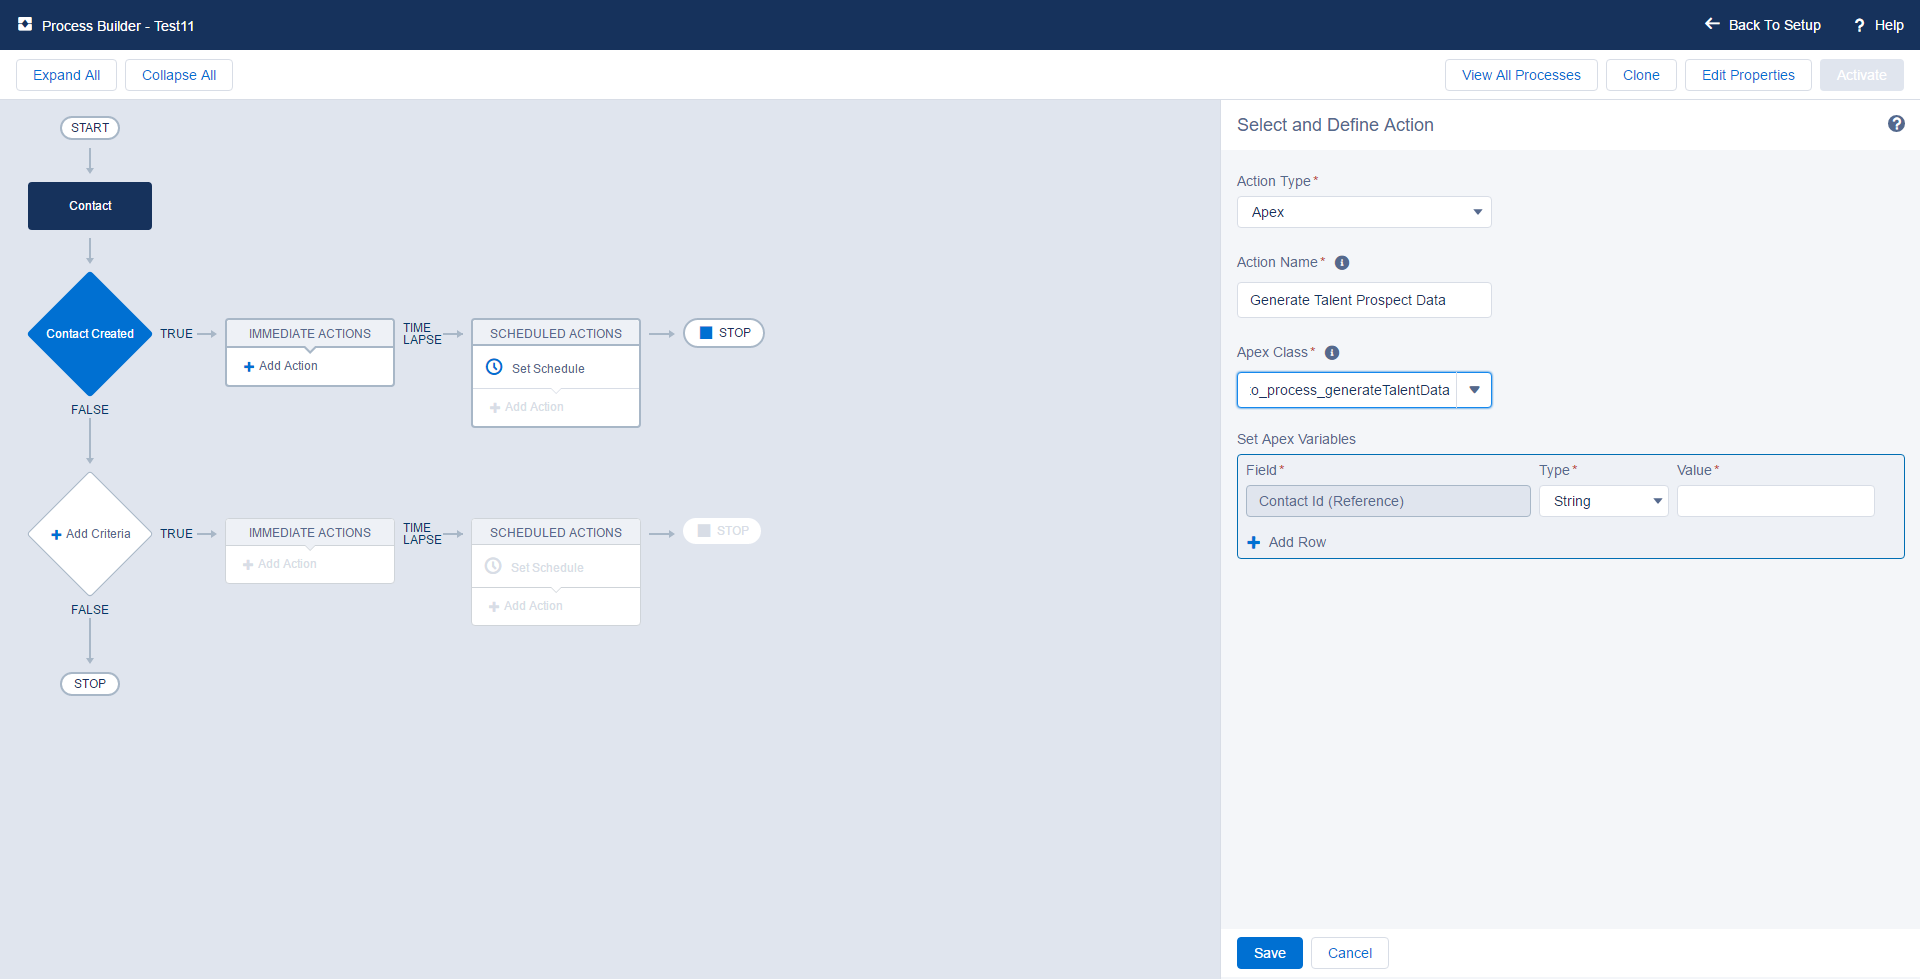 Process Builder - Test11
Back To Setup
? Help
Expand All
Collapse All
View All Processes
Clone
Edit Properties
Activate
START
Contact
Contact Created
TRUE
IMMEDIATE ACTIONS
Add Action
TIME
LAPSE
SCHEDULED ACTIONS
Set Schedule
Add Action
STOP
FALSE
Add Criteria
TRUE
IMMEDIATE ACTIONS
Add Action
TIME
LAPSE
SCHEDULED ACTIONS
Set Schedule
Add Action
STOP
FALSE
STOP
Select and Define Action
Action Type*
Apex
Action Name*
Generate Talent Prospect Data
Apex Class*
o_process_generateTalentData
Set Apex Variables
Field*
Type*
Value*
Contact Id (Reference)
String
Add Row
Save
Cancel